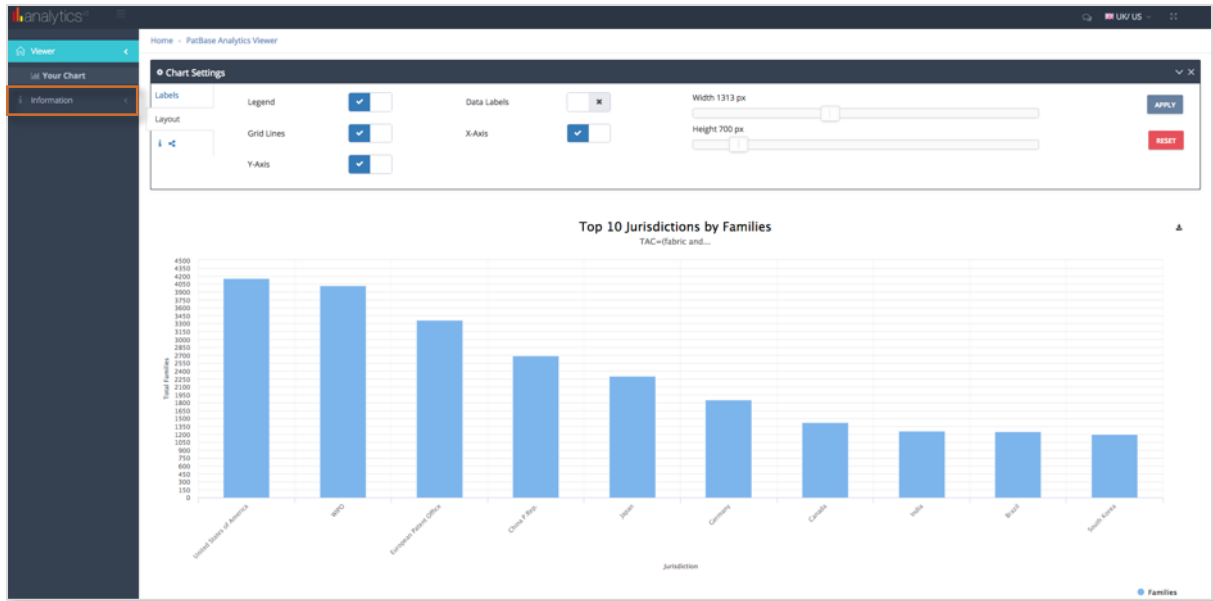 analytics
UK/ US
Viewer
Your Chart
Information
Home
PatBase Analytics Viewer
Chart Settings
Labels
Layout
Legend
Data Labels
Width 1313 px
APPLY
Grid Lines
X-Axis
Height 700 px
RESET
Y-Axis
Top 10 Jurisdictions by Families
TAC=(fabric and...
Total Families
4500
4350
4200
4050
3900
3750
3600
3450
3300
3150
3000
2850
2700
2550
2400
2250
2100
1950
1800
1650
1500
1350
1200
1050
900
750
600
450
300
150
0
United States of America
WIPO
European Patent Office
China P.Rep.
Japan
Germany
Canada
India
Brazil
South Korea
Jurisdiction
Families